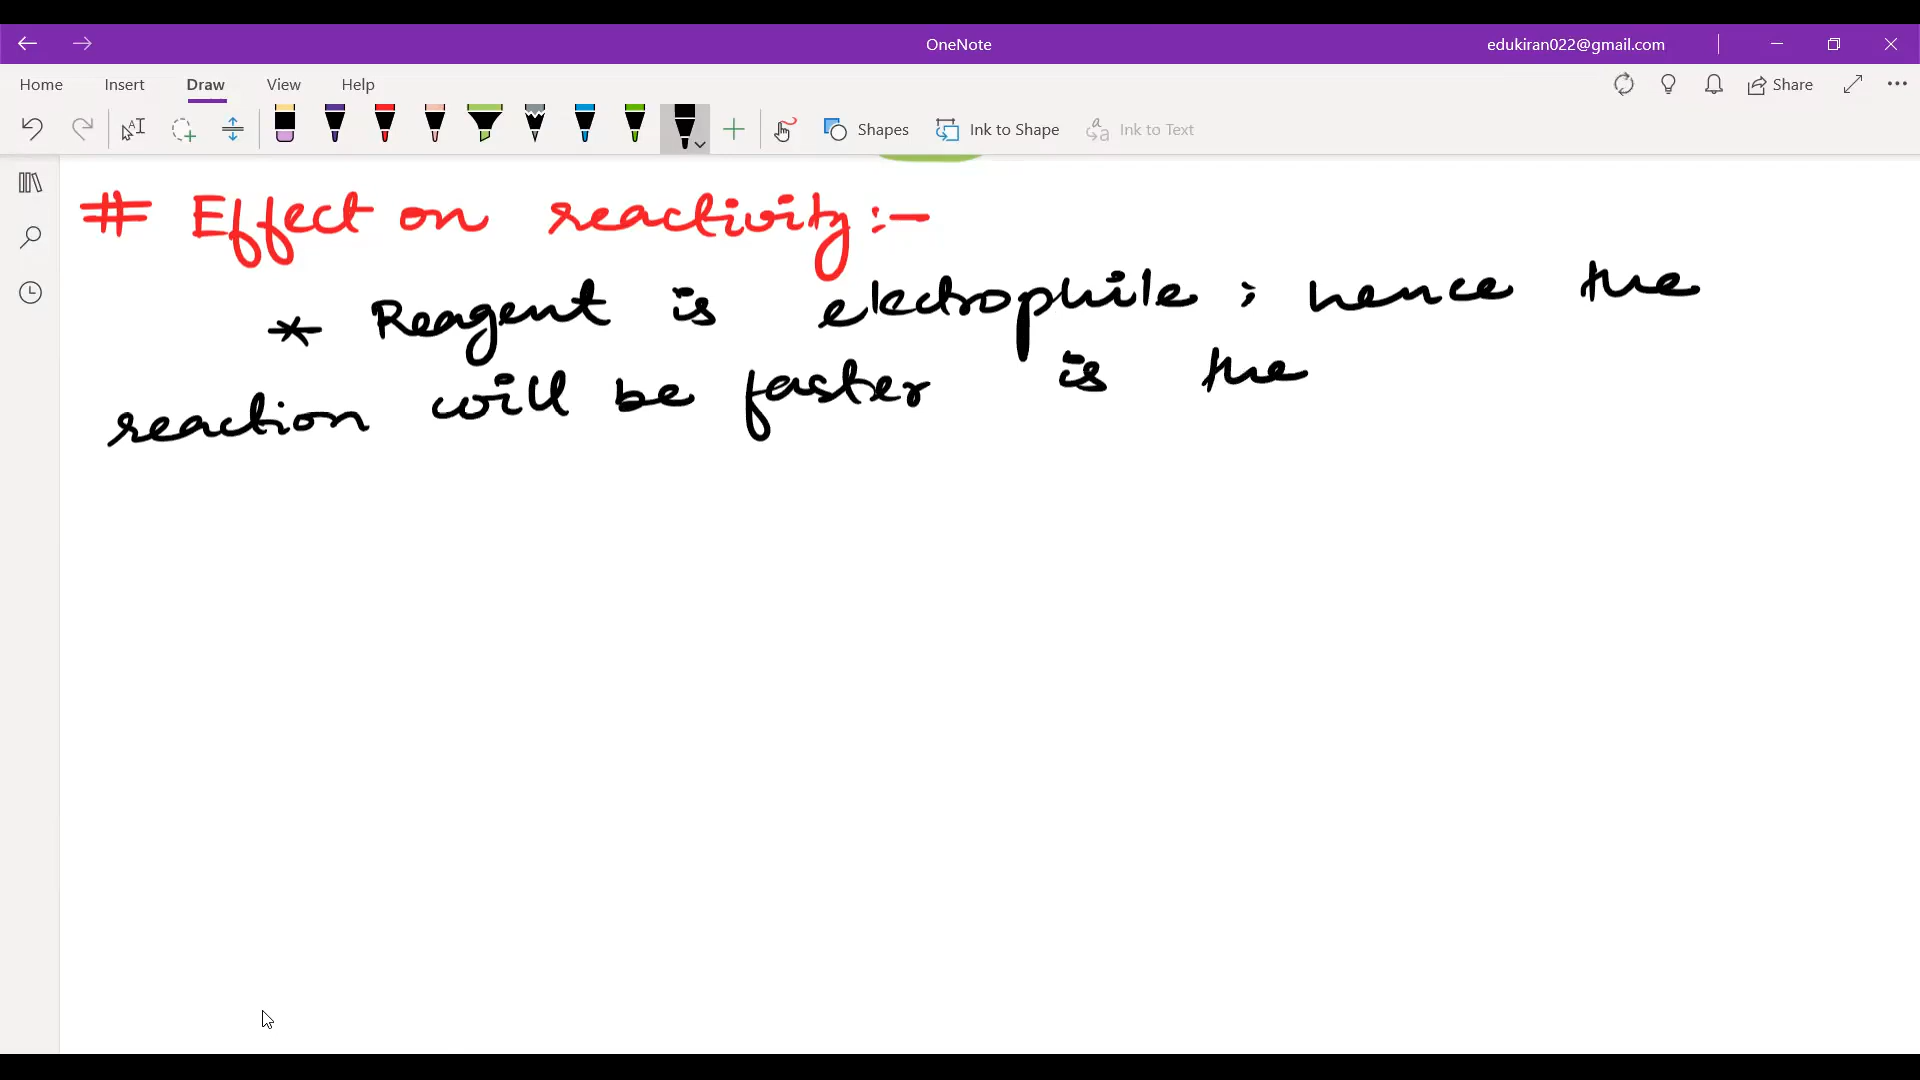 OneNote
edukiran022@gmail.com
Home Insert Draw View Help
Share
Shapes Ink to Shape Ink to Text
# Effect on reactivity :-
* Reagent is electrophile ; hence the
reaction will be faster is the